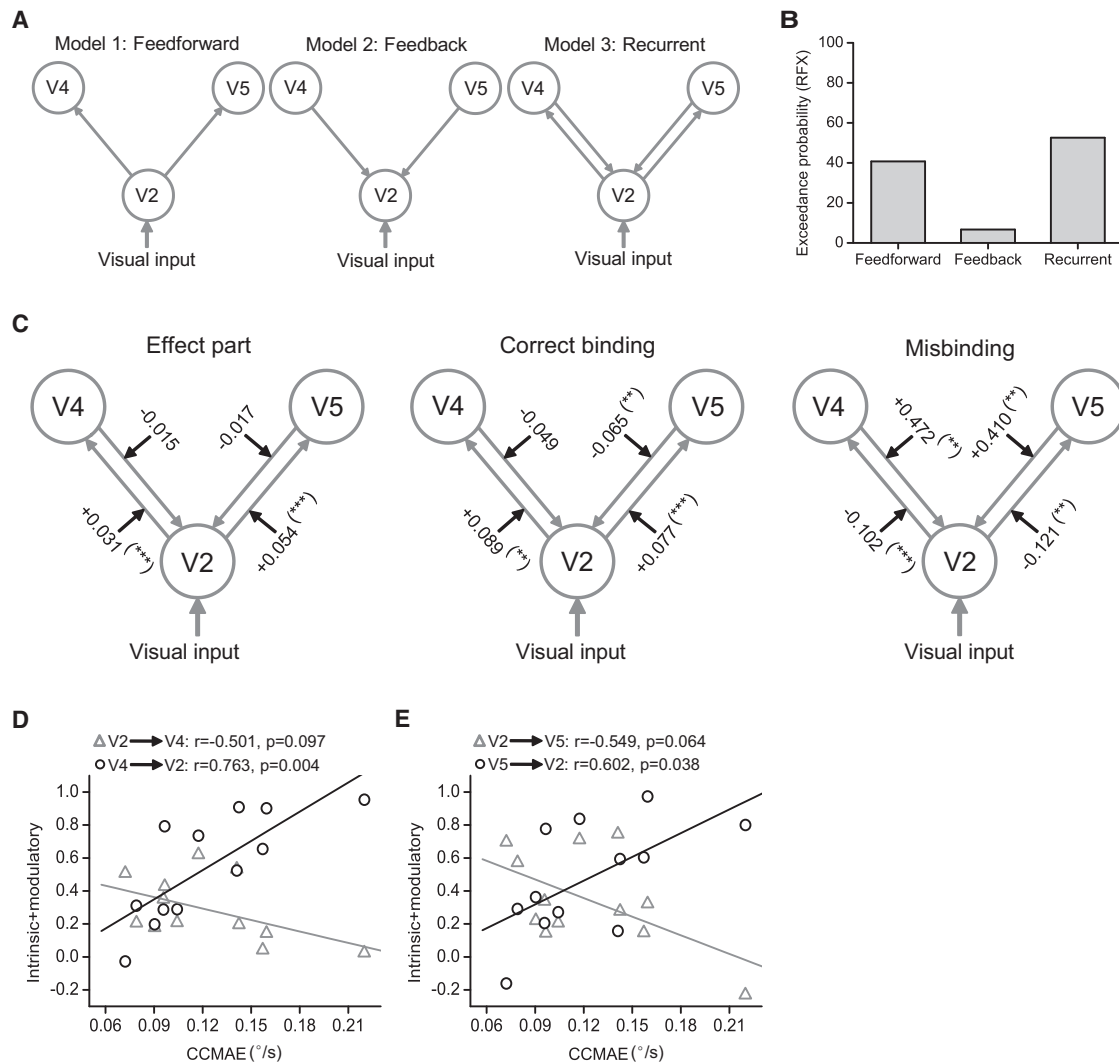 A
B
Model 1: Feedforward
Model 2: Feedback
Model 3: Recurrent
V4
V5
V4
V5
V4
V5
V2
V2
V2
Visual input
Visual input
Visual input
Exceedance probability (RFX)
100
80
60
40
20
0
Feedforward
Feedback
Recurrent
C
Effect part
Correct binding
Misbinding
V4
V5
V2
-0.015
-0.017
+0.031 (***)
+0.054 (***)
Visual input
V4
V5
V2
-0.049
-0.065 (**)
+0.089 (**)
+0.077 (***)
Visual input
V4
V5
V2
+0.472 (**)
+0.410 (**)
-0.102 (***)
-0.121 (**)
Visual input
D
V2 V4: r=-0.501, p=0.097
V4 V2: r=0.763, p=0.004
Intrinsic+modulatory
1.0
0.8
0.6
0.4
0.2
0.0
-0.2
0.06 0.09 0.12 0.15 0.18 0.21
CCMAE (°/s)
E
V2 V5: r=-0.549, p=0.064
V5 V2: r=0.602, p=0.038
Intrinsic+modulatory
1.0
0.8
0.6
0.4
0.2
0.0
-0.2
0.06 0.09 0.12 0.15 0.18 0.21
CCMAE (°/s)